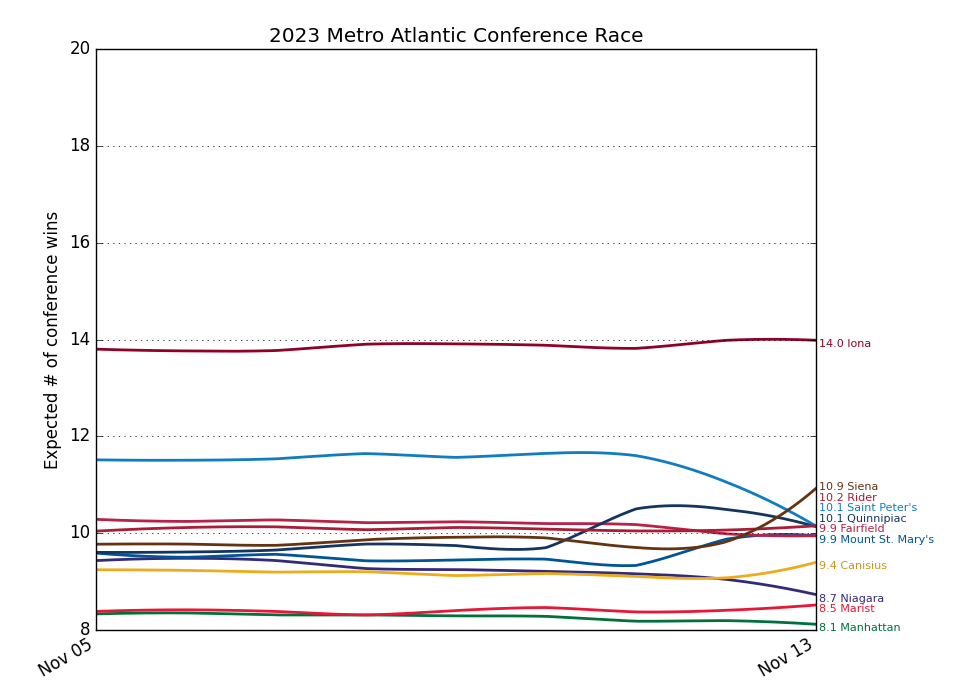 2023 Metro Atlantic Conference Race
Expected # of conference wins
20
18
16
14
12
10
8
14.0 Iona
10.9 Siena
10.2 Rider
10.1 Saint Peter's
10.1 Quinnipiac
9.9 Fairfield
9.9 Mount St. Mary's
9.4 Canisius
8.7 Niagara
8.5 Marist
8.1 Manhattan
Nov 05
Nov 13